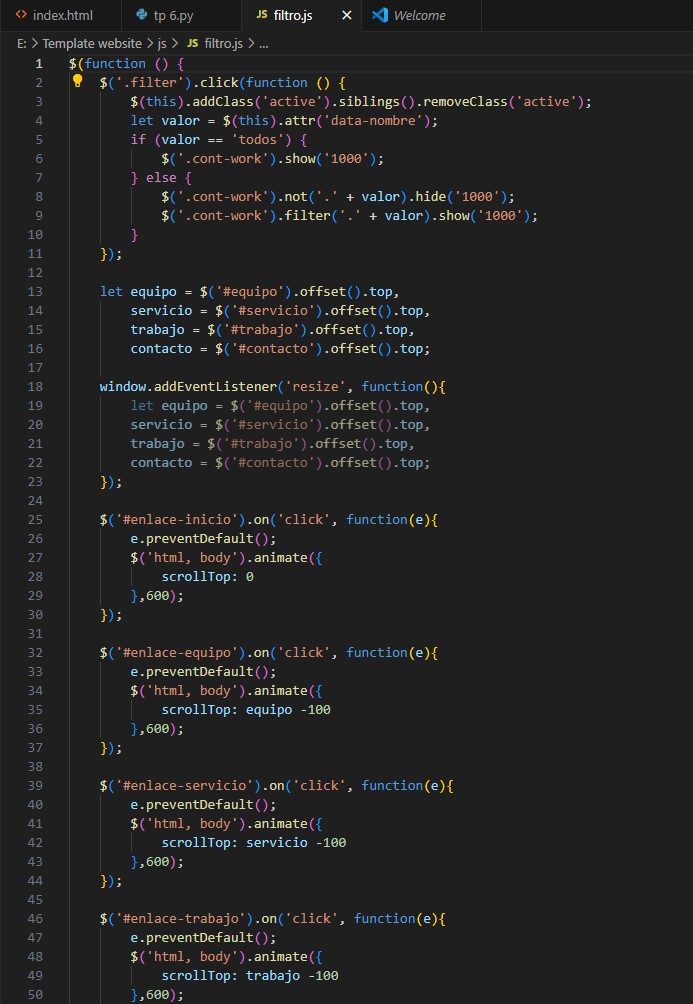 index.html tp 6.py JS filtro.js × Welcome
E: > Template website > js > JS filtro.js > ...
1 $(function () {
2 $('.filter').click(function () {
3 $(this).addClass('active').siblings().removeClass('active');
4 let valor = $(this).attr('data-nombre');
5 if (valor == 'todos') {
6 $('.cont-work').show('1000');
7 } else {
8 $('.cont-work').not('.' + valor).hide('1000');
9 $('.cont-work').filter('.' + valor).show('1000');
10 }
11 });
12
13 let equipo = $('#equipo').offset().top,
14 servicio = $('#servicio').offset().top,
15 trabajo = $('#trabajo').offset().top,
16 contacto = $('#contacto').offset().top;
17
18 window.addEventListener('resize', function(){
19 let equipo = $('#equipo').offset().top,
20 servicio = $('#servicio').offset().top,
21 trabajo = $('#trabajo').offset().top,
22 contacto = $('#contacto').offset().top;
23 });
24
25 $('#enlace-inicio').on('click', function(e){
26 e.preventDefault();
27 $('html, body').animate({
28 scrollTop: 0
29 },600);
30 });
31
32 $('#enlace-equipo').on('click', function(e){
33 e.preventDefault();
34 $('html, body').animate({
35 scrollTop: equipo -100
36 },600);
37 });
38
39 $('#enlace-servicio').on('click', function(e){
40 e.preventDefault();
41 $('html, body').animate({
42 scrollTop: servicio -100
43 },600);
44 });
45
46 $('#enlace-trabajo').on('click', function(e){
47 e.preventDefault();
48 $('html, body').animate({
49 scrollTop: trabajo -100
50 },600);